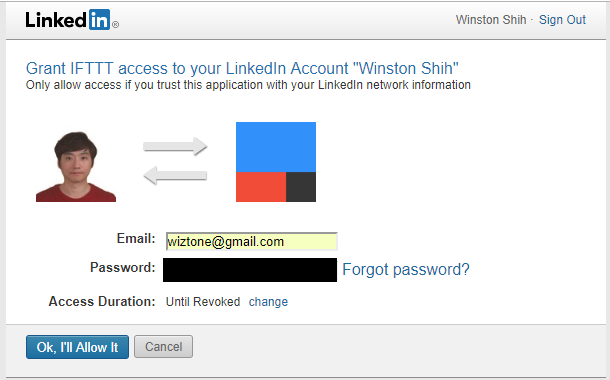 Linked in®
Winston Shih · Sign Out
Grant IFTTT access to your LinkedIn Account "Winston Shih"
Only allow access if you trust this application with your LinkedIn network information
Email: wiztone@gmail.com
Password: Forgot password?
Access Duration: Until Revoked change
Ok, I'll Allow It Cancel